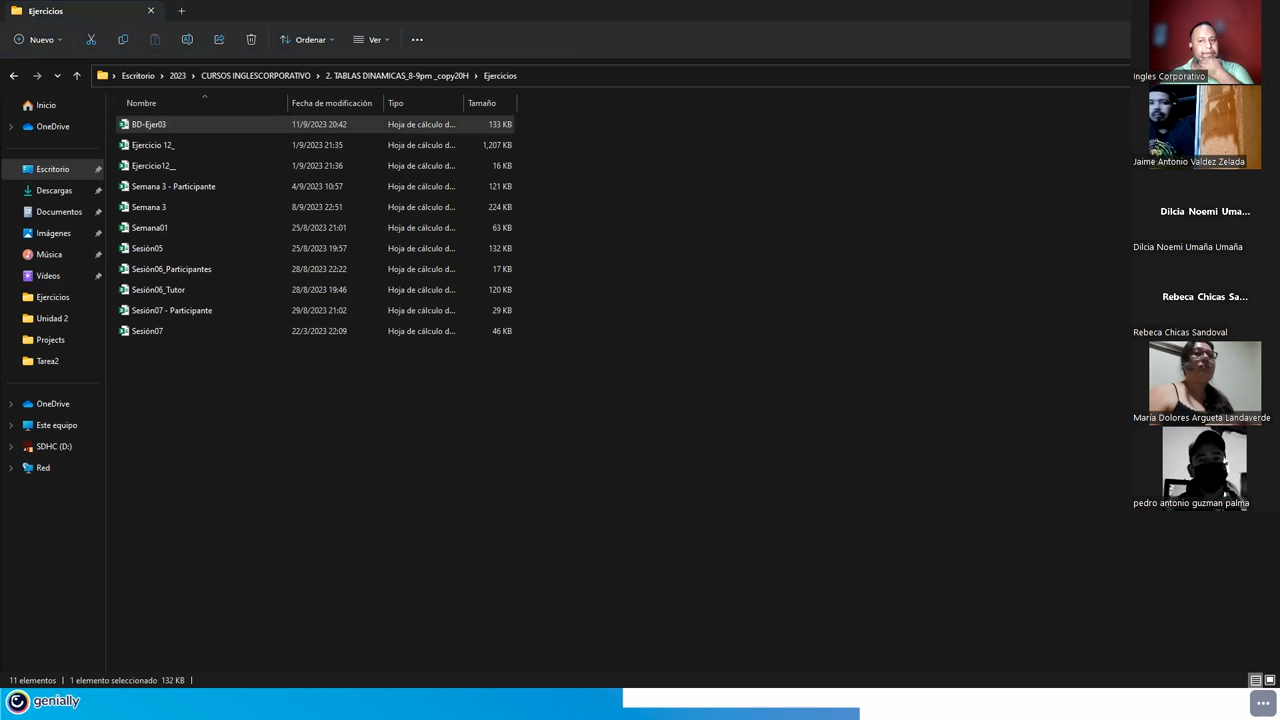 Ejercicios
Nuevo
Ordenar
Ver
Escritorio > 2023 > CURSOS INGLESCORPORATIVO > 2. TABLAS DINAMICAS_8-9pm _copy20H > Ejercicios
Nombre Fecha de modificación Tipo Tamaño
BD-Ejer03 11/9/2023 20:42 Hoja de cálculo d... 133 KB
Ejercicio 12_ 1/9/2023 21:35 Hoja de cálculo d... 1,207 KB
Ejercicio12__ 1/9/2023 21:36 Hoja de cálculo d... 16 KB
Semana 3 - Participante 4/9/2023 10:57 Hoja de cálculo d... 121 KB
Semana 3 8/9/2023 22:51 Hoja de cálculo d... 224 KB
Semana01 25/8/2023 21:01 Hoja de cálculo d... 63 KB
Sesión05 25/8/2023 19:57 Hoja de cálculo d... 132 KB
Sesión06_Participantes 28/8/2023 22:22 Hoja de cálculo d... 17 KB
Sesión06_Tutor 28/8/2023 19:46 Hoja de cálculo d... 120 KB
Sesión07 - Participante 29/8/2023 21:02 Hoja de cálculo d... 29 KB
Sesión07 22/3/2023 22:09 Hoja de cálculo d... 46 KB
Inicio
OneDrive
Escritorio
Descargas
Documentos
Imágenes
Música
Vídeos
Ejercicios
Unidad 2
Projects
Tarea2
OneDrive
Este equipo
SDHC (D:)
Red
11 elementos
1 elemento seleccionado 132 KB
genially
Ingles Corporativo
Jaime Antonio Valdez Zelada
Dilcia Noemi Uma...
Dilcia Noemi Umaña Umaña
Rebeca Chicas Sa...
Rebeca Chicas Sandoval
María Dolores Argueta Landaverde
pedro antonio guzman palma